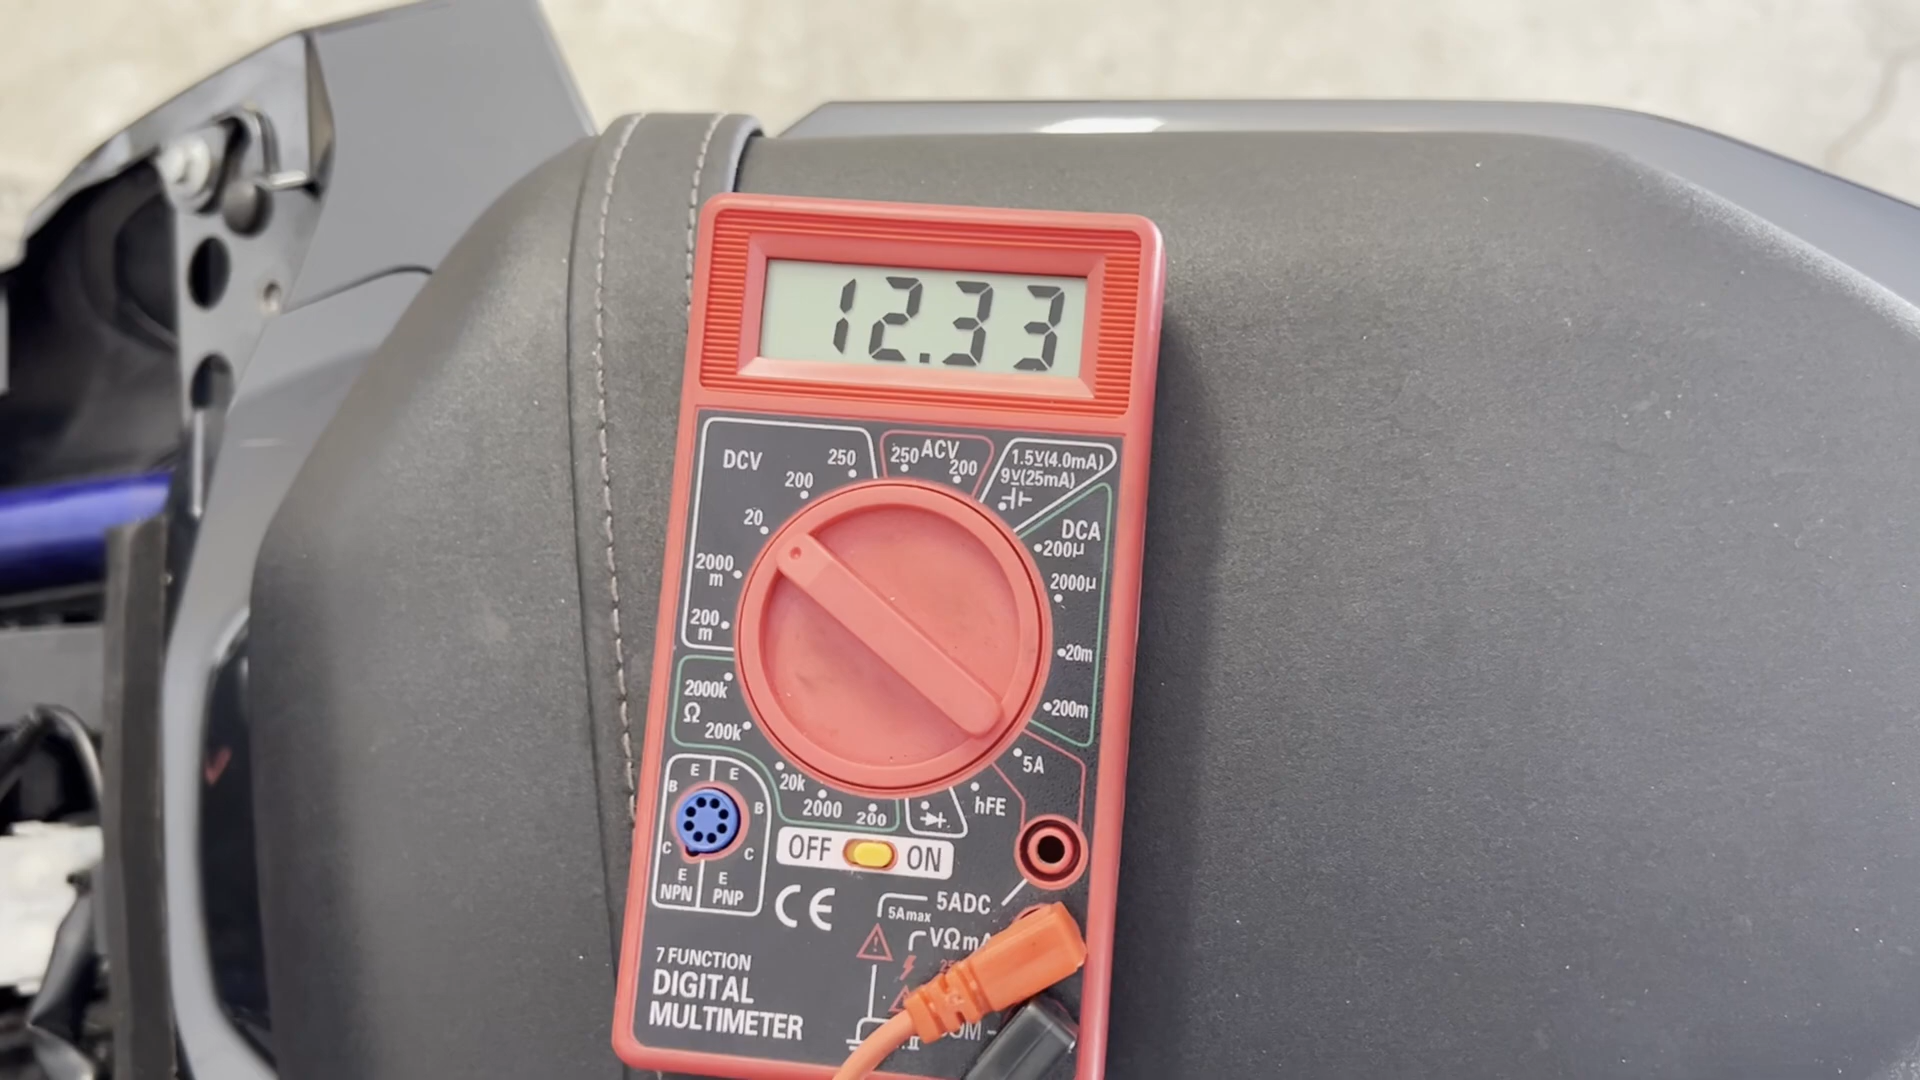 12.33
DCV
250
200
20
2000
m
200
m
250 ACV 200
1.5V(4.0mA)
9V(25mA)
DCA
200μ
2000μ
20m
200m
5A
hFE
2000k
Ω
200k
20k
2000
200
E E
B B
C C
E E
NPN PNP
OFF ON
CE
5ADC
5Amax
VΩm
7 FUNCTION
DIGITAL
MULTIMETER